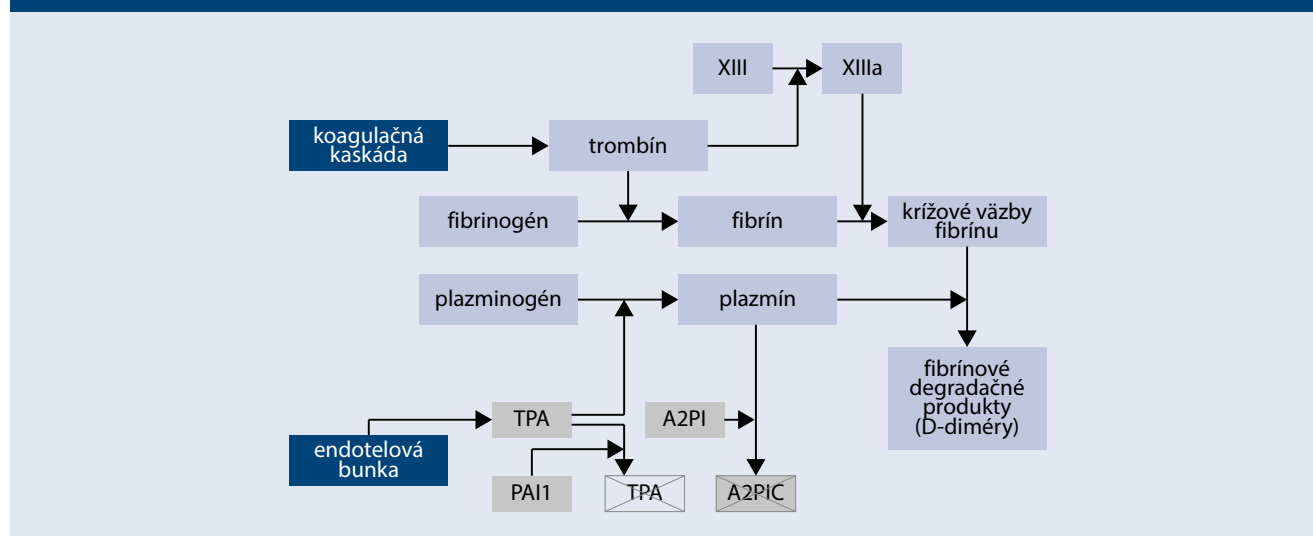 XIII
XIIIa
koagulačná
kaskáda
trombín
fibrinogén
fibrín
krížové väzby
fibrínu
plazminogén
plazmín
fibrínové
degradačné
produkty
(D-diméry)
TPA
A2PI
endotelová
bunka
PAI1
TPA
A2PIC